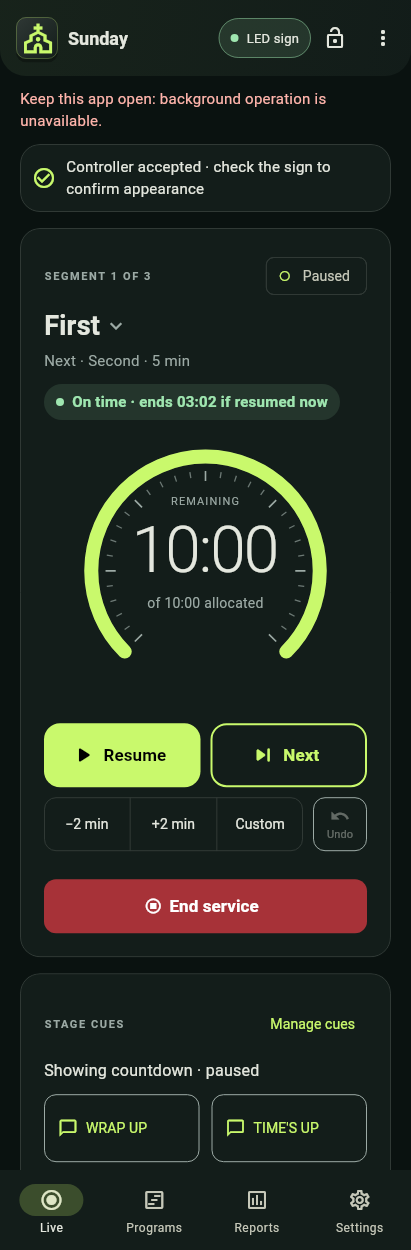 Sunday
LED sign
Keep this app open: background operation is
unavailable.
Controller accepted · check the sign to
confirm appearance
SEGMENT 1 OF 3
Paused
First
Next · Second · 5 min
On time · ends 03:02 if resumed now
REMAINING
10:00
of 10:00 allocated
Resume
Next
−2 min
+2 min
Custom
Undo
End service
STAGE CUES
Manage cues
Showing countdown · paused
WRAP UP
TIME'S UP
Live
Programs
Reports
Settings